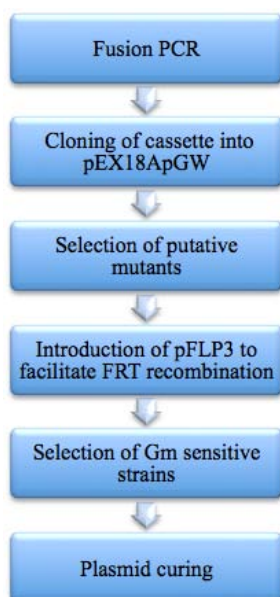 Fusion PCR
Cloning of cassette into
pEX18ApGW
Selection of putative
mutants
Introduction of pFLP3 to
facilitate FRT recombination
Selection of Gm sensitive
strains
Plasmid curing